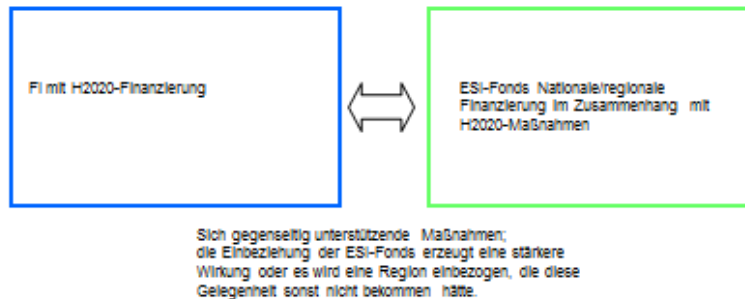 FI mit H2020-Finanzierung
ESI-Fonds Nationale/regionale
Finanzierung im Zusammenhang mit
H2020-Maßnahmen
Sich gegenseitig unterstützende Maßnahmen;
die Einbeziehung der ESI-Fonds erzeugt eine stärkere
Wirkung oder es wird eine Region einbezogen, die diese
Gelegenheit sonst nicht bekommen hätte.